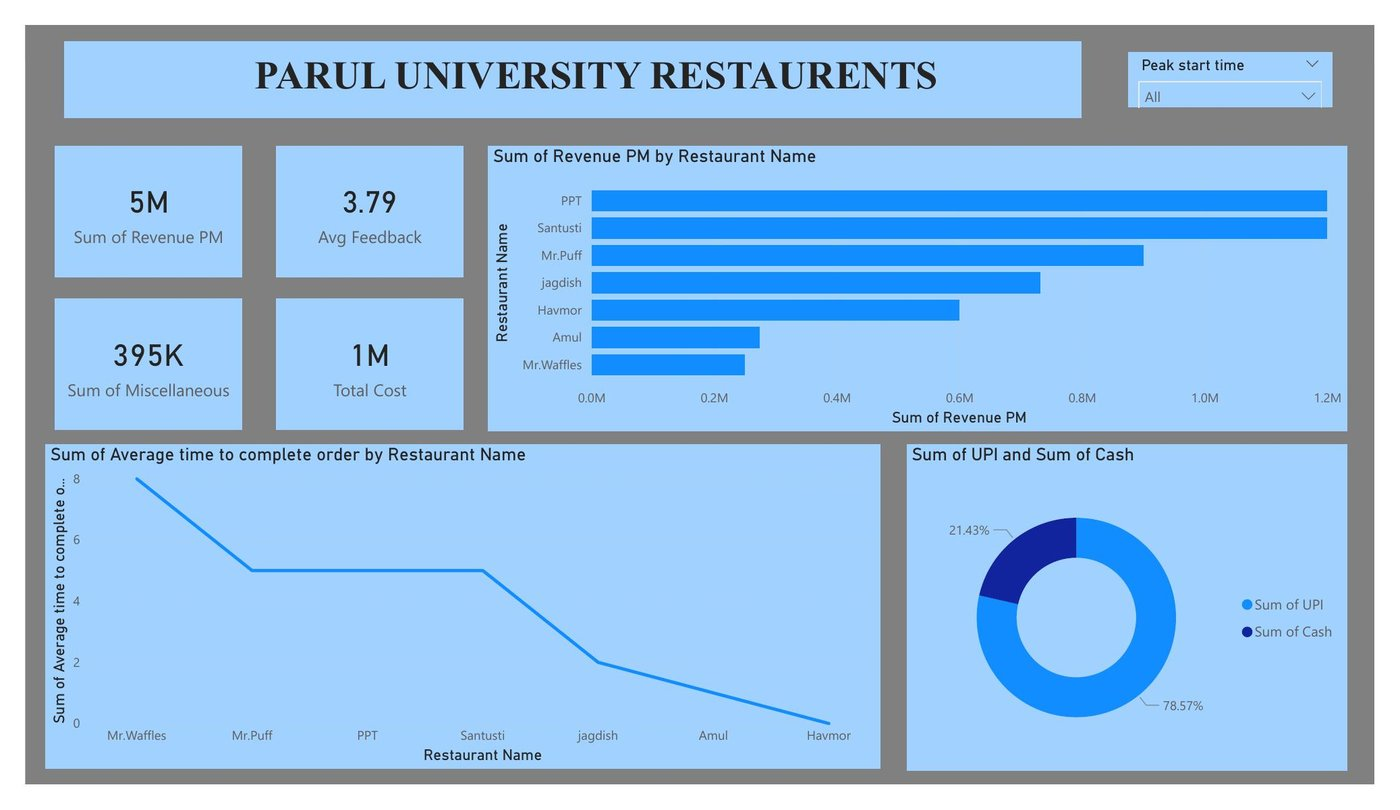 PARUL UNIVERSITY RESTAURENTS
Peak start time
All
5M
Sum of Revenue PM
3.79
Avg Feedback
395K
Sum of Miscellaneous
1M
Total Cost
Sum of Revenue PM by Restaurant Name
Restaurant Name
PPT
Santusti
Mr.Puff
jagdish
Havmor
Amul
Mr.Waffles
0.0M 0.2M 0.4M 0.6M 0.8M 1.0M 1.2M
Sum of Revenue PM
Sum of Average time to complete order by Restaurant Name
Sum of Average time to complete o...
8
6
4
2
0
Mr.Waffles Mr.Puff PPT Santusti jagdish Amul Havmor
Restaurant Name
Sum of UPI and Sum of Cash
21.43%
78.57%
Sum of UPI
Sum of Cash